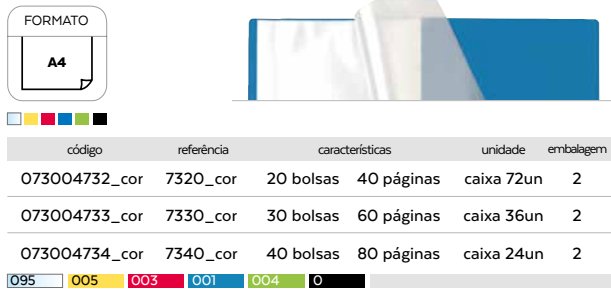 FORMATO
A4
código referência características unidade embalagem
073004732_cor 7320_cor 20 bolsas 40 páginas caixa 72un 2
073004733_cor 7330_cor 30 bolsas 60 páginas caixa 36un 2
073004734_cor 7340_cor 40 bolsas 80 páginas caixa 24un 2
095 005 003 001 004 0